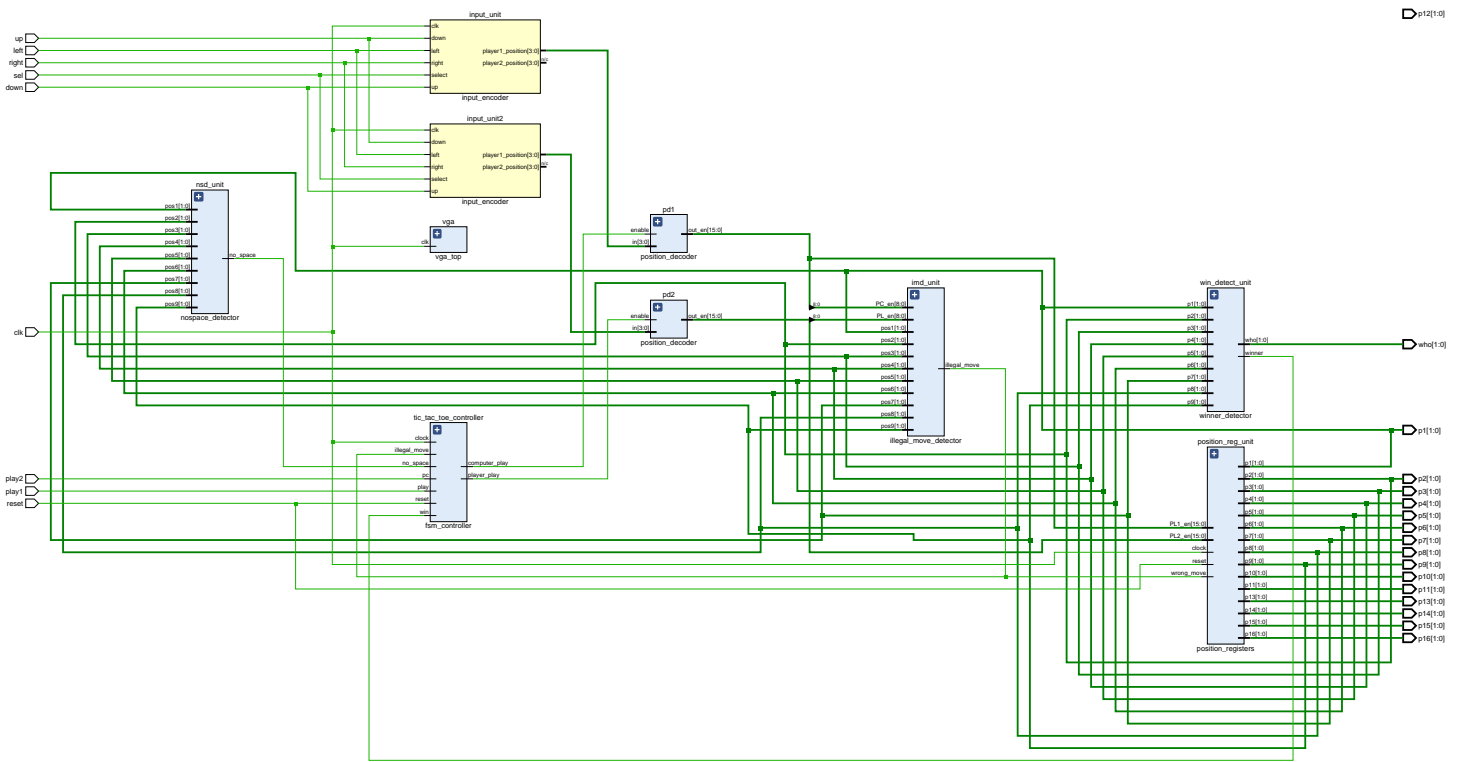 p12[1:0]
up
left
right
sel
down
input_unit
clk
down
left
right
select
up
player1_position[3:0]
player2_position[3:0]
n/c
input_encoder
input_unit2
clk
down
left
right
select
up
player1_position[3:0]
player2_position[3:0]
n/c
input_encoder
nsd_unit
pos1[1:0]
pos2[1:0]
pos3[1:0]
pos4[1:0]
pos5[1:0]
pos6[1:0]
pos7[1:0]
pos8[1:0]
pos9[1:0]
no_space
nospace_detector
vga
clk
vga_top
pd1
enable
in[3:0]
out_en[15:0]
position_decoder
pd2
enable
in[3:0]
out_en[15:0]
position_decoder
8:0
8:0
imd_unit
PC_en[8:0]
PL_en[8:0]
pos1[1:0]
pos2[1:0]
pos3[1:0]
pos4[1:0]
pos5[1:0]
pos6[1:0]
pos7[1:0]
pos8[1:0]
pos9[1:0]
illegal_move
illegal_move_detector
win_detect_unit
p1[1:0]
p2[1:0]
p3[1:0]
p4[1:0]
p5[1:0]
p6[1:0]
p7[1:0]
p8[1:0]
p9[1:0]
who[1:0]
winner
winner_detector
who[1:0]
clk
tic_tac_toe_controller
clock
illegal_move
no_space
pc
play
reset
win
computer_play
player_play
fsm_controller
play2
play1
reset
position_reg_unit
PL1_en[15:0]
PL2_en[15:0]
clock
reset
wrong_move
p1[1:0]
p2[1:0]
p3[1:0]
p4[1:0]
p5[1:0]
p6[1:0]
p7[1:0]
p8[1:0]
p9[1:0]
p10[1:0]
p11[1:0]
p13[1:0]
p14[1:0]
p15[1:0]
p16[1:0]
position_registers
p1[1:0]
p2[1:0]
p3[1:0]
p4[1:0]
p5[1:0]
p6[1:0]
p7[1:0]
p8[1:0]
p9[1:0]
p10[1:0]
p11[1:0]
p13[1:0]
p14[1:0]
p15[1:0]
p16[1:0]